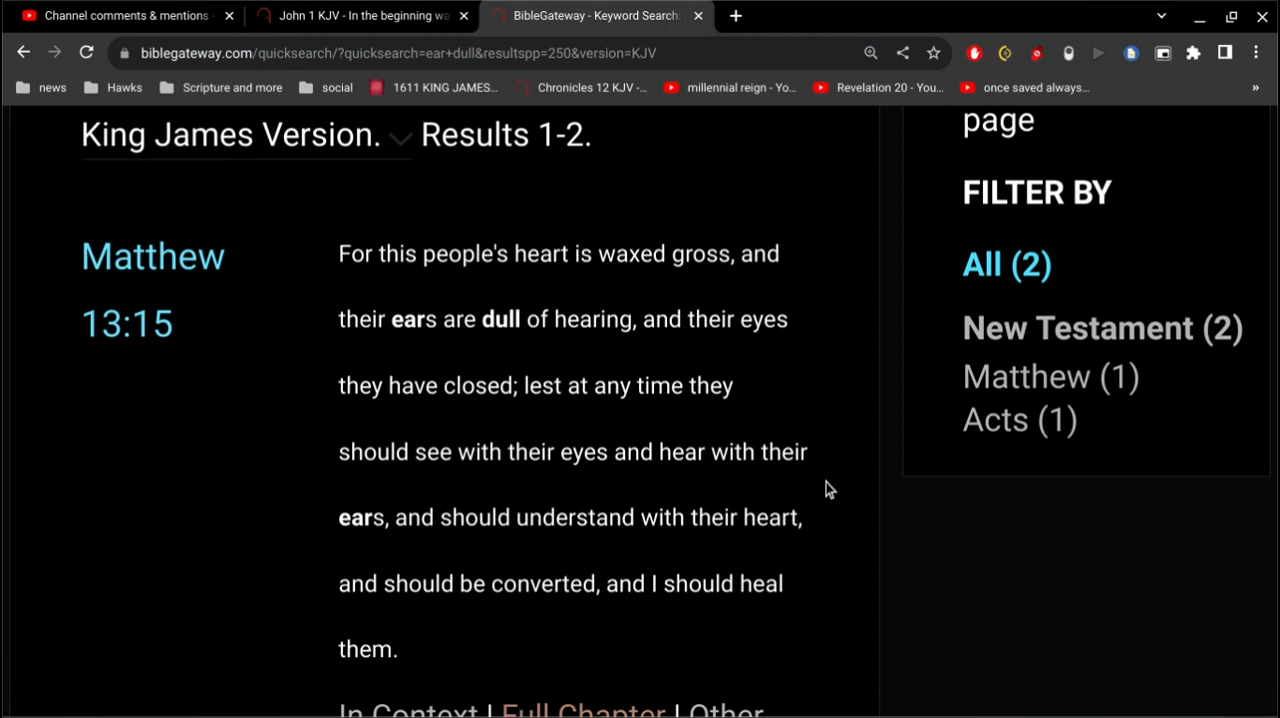 Channel comments & mentions
John 1 KJV - In the beginning wa
BibleGateway - Keyword Search:
biblegateway.com/quicksearch/?quicksearch=ear+dull&resultspp=250&version=KJV
news
Hawks
Scripture and more
social
1611 KING JAMES...
Chronicles 12 KJV -...
millennial reign - Yo...
Revelation 20 - You...
once saved always...
»
King James Version. Results 1-2.
Matthew
13:15
For this people's heart is waxed gross, and
their ears are dull of hearing, and their eyes
they have closed; lest at any time they
should see with their eyes and hear with their
ears, and should understand with their heart,
and should be converted, and I should heal
them.
In Context | Full Chapter | Other
page
FILTER BY
All (2)
New Testament (2)
Matthew (1)
Acts (1)